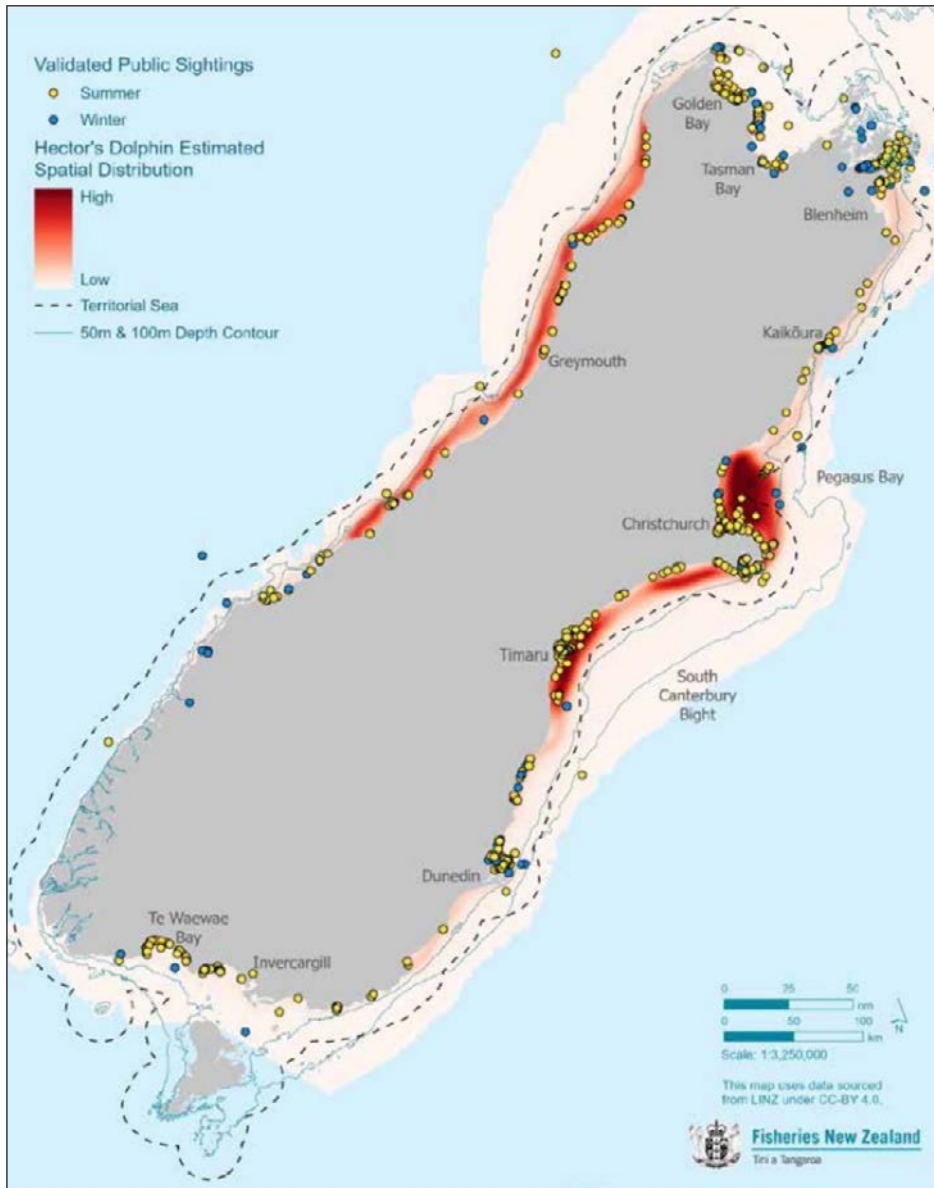 Validated Public Sightings
Summer
Winter
Hector's Dolphin Estimated
Spatial Distribution
High
Low
Territorial Sea
50m & 100m Depth Contour
Golden
Bay
Tasman
Bay
Blenheim
Kaikōura
Greymouth
Pegasus Bay
Christchurch
Timaru
South
Canterbury
Bight
Dunedin
Te Waewae
Bay
Invercargill
0 25 50
nm
0 50 100
km
N
Scale: 1:3,250,000
This map uses data sourced
from LINZ under CC-BY 4.0.
Fisheries New Zealand
Tini a Tangaroa